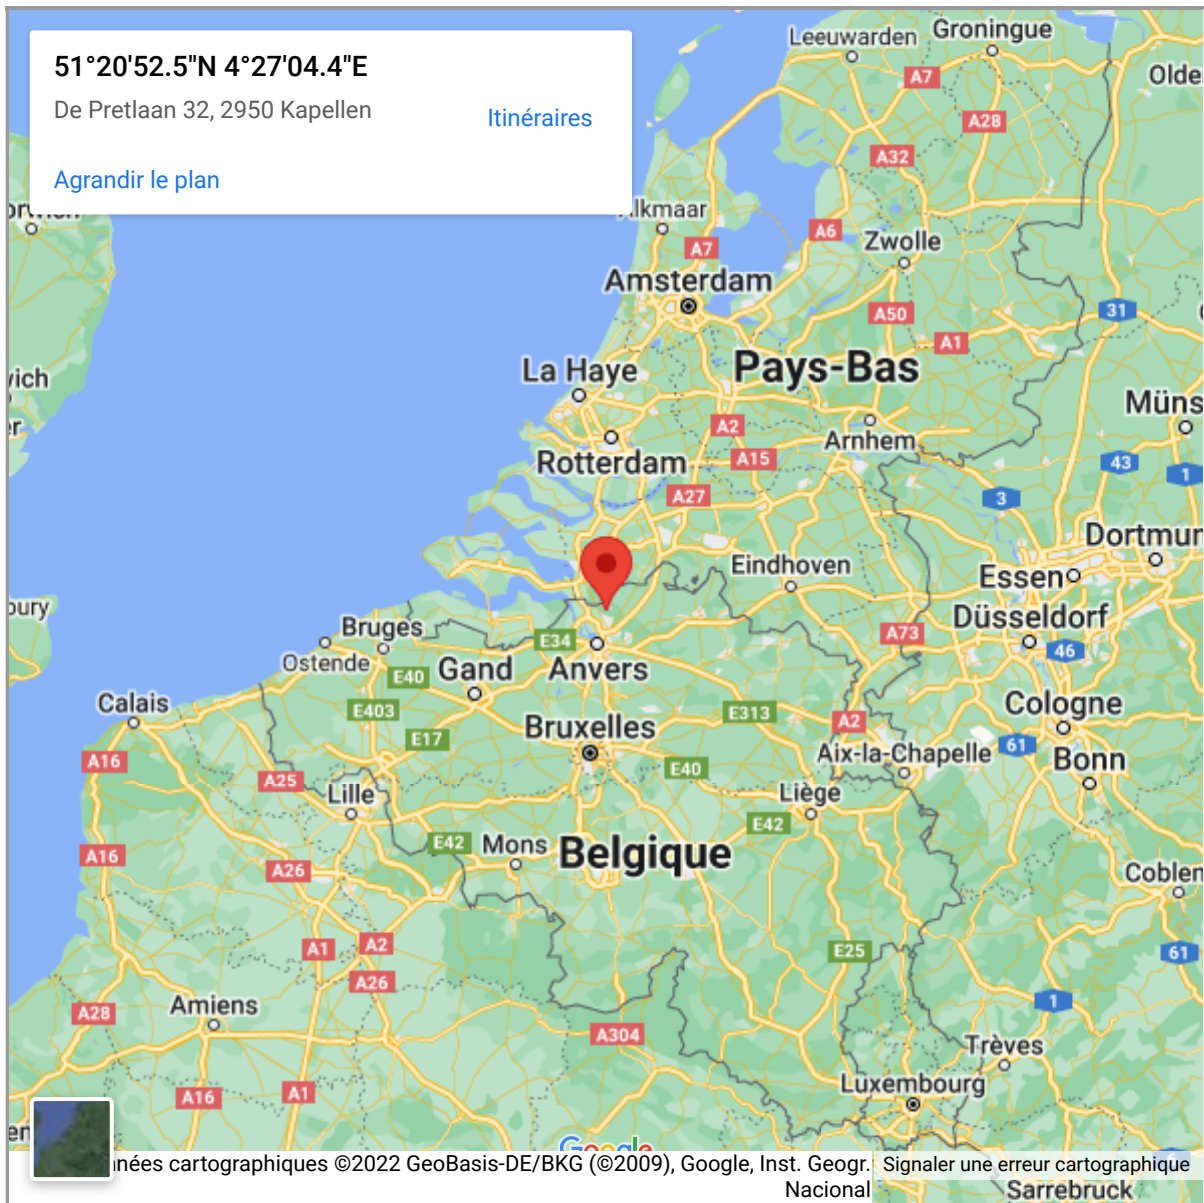 51°20'52.5"N 4°27'04.4"E
De Pretlaan 32, 2950 Kapellen
Itinéraires
Agrandir le plan
Leeuwarden
Groningue
A7
A28
A32
Alkmaar
A7
A6
Zwolle
Amsterdam
A50
31
A1
La Haye
Pays-Bas
Müns
A2
Arnhem
Rotterdam
A15
43
1
A27
3
Dortmun
Eindhoven
Essen
Düsseldorf
Bruges
E34
A73
46
Ostende
Gand
Anvers
E40
Calais
E403
E313
A2
Cologne
Bruxelles
E17
61
A16
Aix-la-Chapelle
Bonn
A25
E40
Lille
Liège
E42
E42
Mons
Belgique
A16
A26
Coblen
A1
A2
E25
61
A26
Amiens
1
A28
A304
Trèves
A16
A1
Luxembourg
Google
nées cartographiques ©2022 GeoBasis-DE/BKG (©2009), Google, Inst. Geogr. Nacional
Signaler une erreur cartographique
Sarrebruck